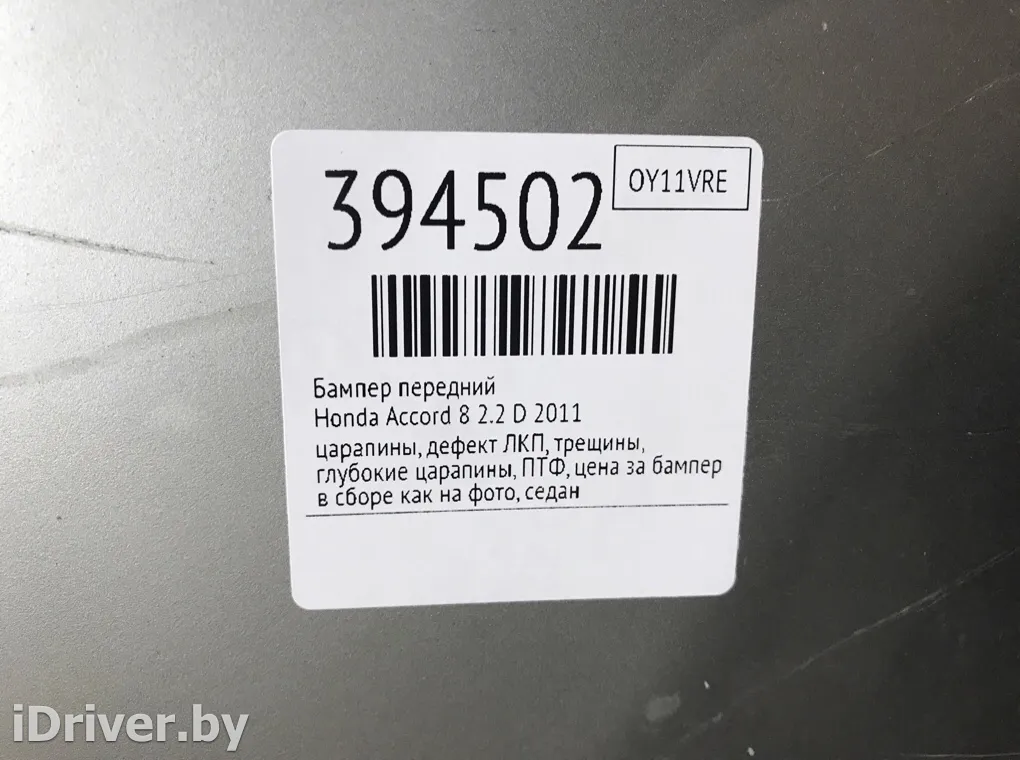 394502
OY11VRE
Бампер передний
Honda Accord 8 2.2 D 2011
царапины, дефект ЛКП, трещины,
глубокие царапины, ПТФ, цена за бампер
в сборе как на фото, седан
iDriver.by